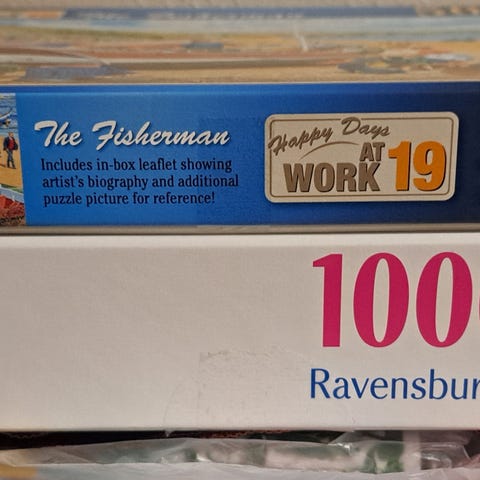 The Fisherman
Includes in-box leaflet showing
artist's biography and additional
puzzle picture for reference!
Happy Days
AT
WORK 19
100
Ravensbur